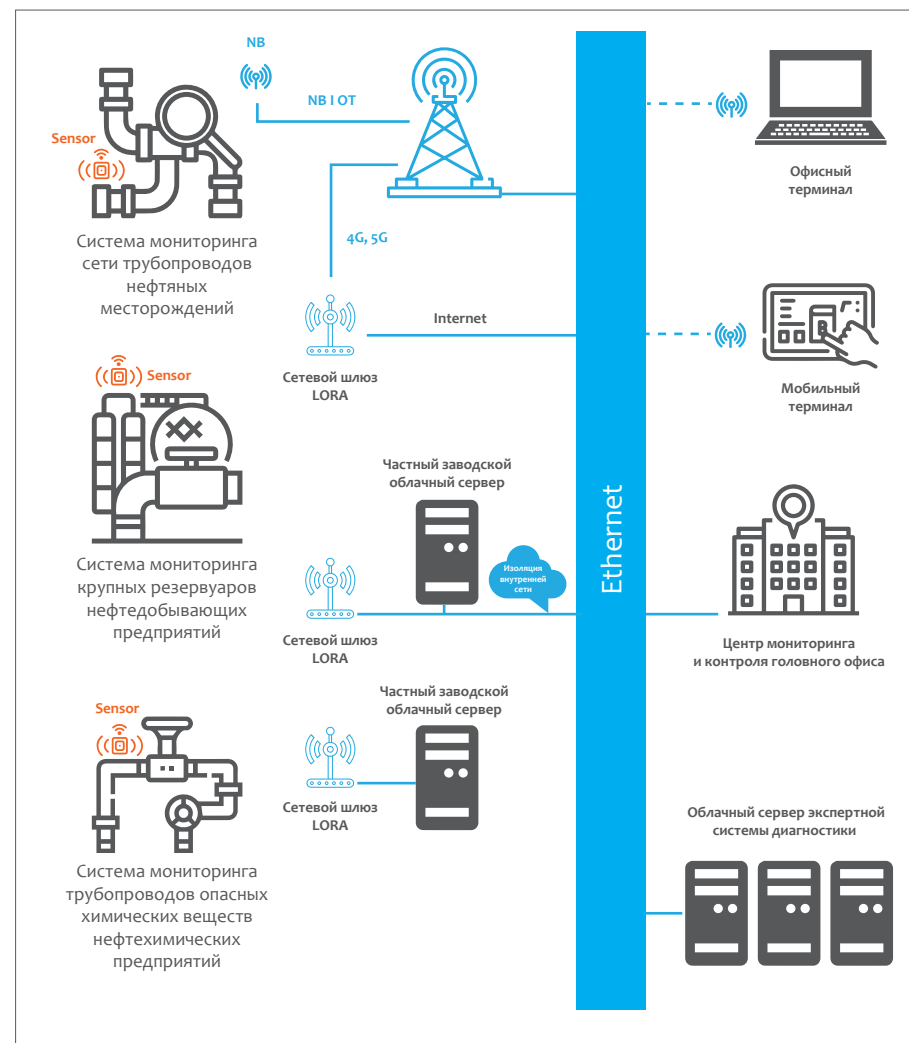 NB
NB I OT
Sensor
Система мониторинга
сети трубопроводов
нефтяных
месторождений
4G, 5G
Internet
Сетевой шлюз
LORA
Sensor
Система мониторинга
крупных резервуаров
нефтедобывающих
предприятий
Частный заводской
облачный сервер
Изоляция
внутренней
сети
Сетевой шлюз
LORA
Sensor
Система мониторинга
трубопроводов опасных
химических веществ
нефтехимических
предприятий
Частный заводской
облачный сервер
Сетевой шлюз
LORA
Ethernet
Офисный
терминал
Мобильный
терминал
Центр мониторинга
и контроля головного офиса
Облачный сервер экспертной
системы диагностики